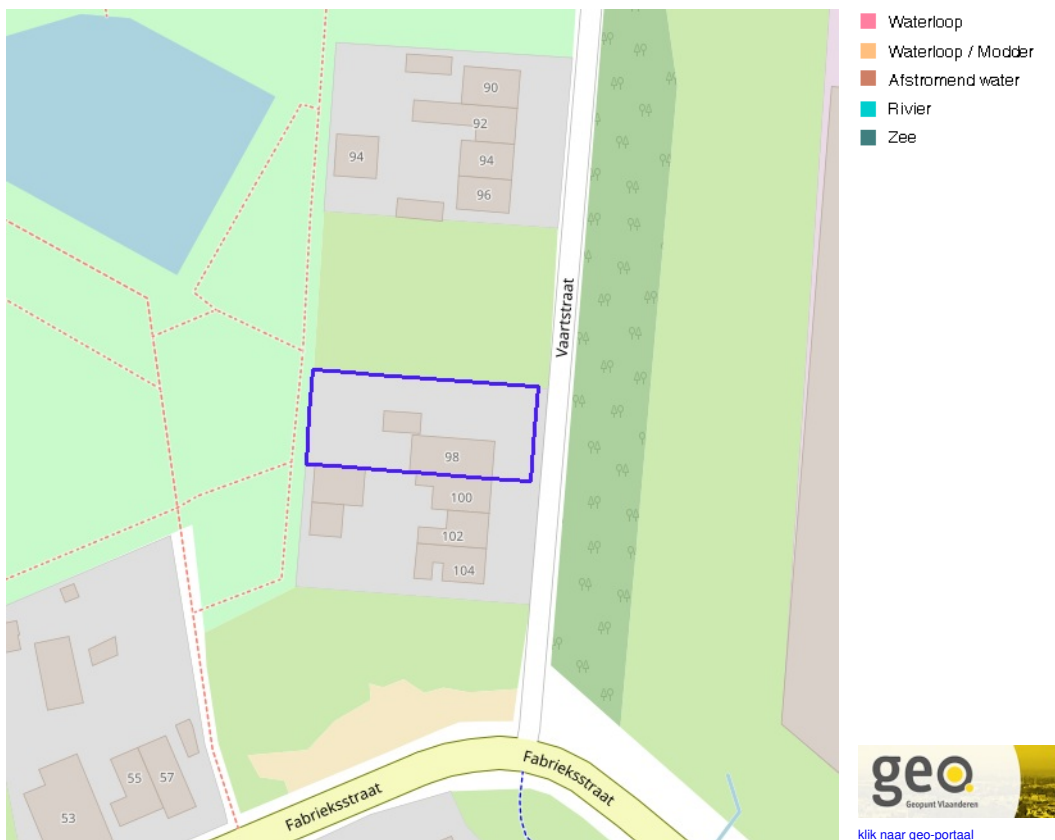 90
92
94
94
96
Vaartstraat
98
100
102
104
55
57
53
Fabrieksstraat
Fabrieksstraat
Waterloop
Waterloop / Modder
Afstromend water
Rivier
Zee
geo.
Geopunt Vlaanderen
klik naar geo-portaal